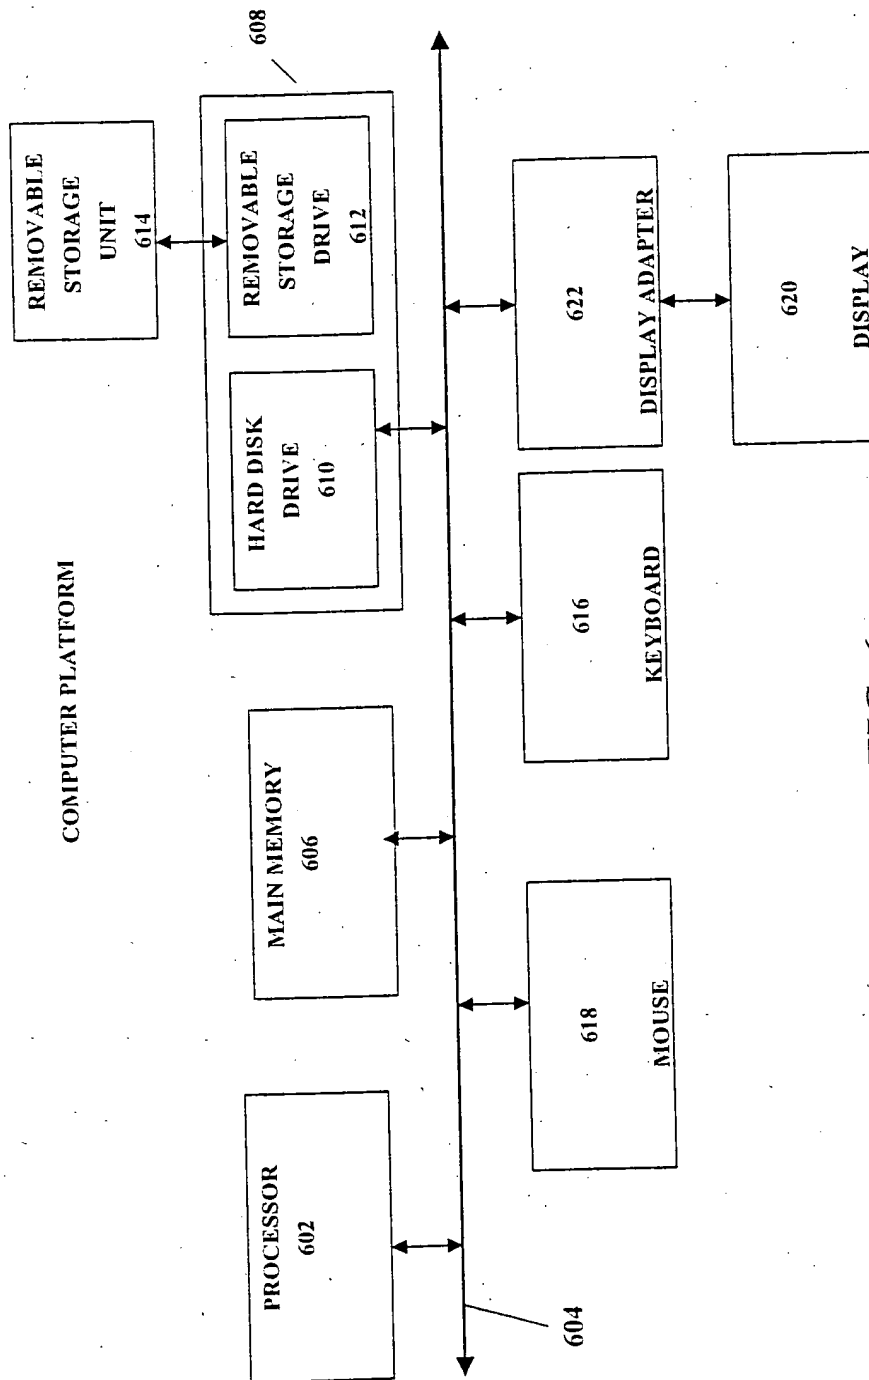 COMPUTER PLATFORM
608
REMOVABLE
STORAGE
UNIT
614
PROCESSOR
602
MAIN MEMORY
606
HARD DISK
DRIVE
610
REMOVABLE
STORAGE
DRIVE
612
604
618
MOUSE
616
KEYBOARD
622
DISPLAY ADAPTER
620
DISPLAY